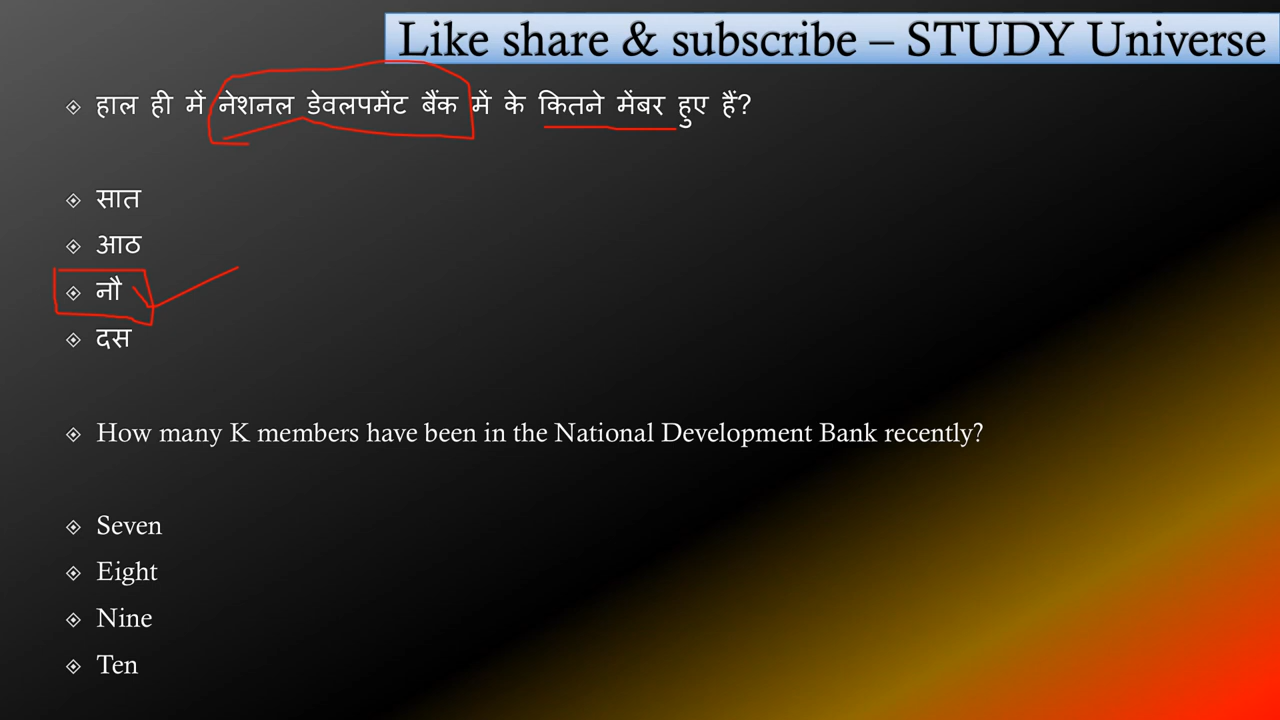 Like share & subscribe – STUDY Universe
हाल ही में नेशनल डेवलपमेंट बैंक में के कितने मेंबर हुए हैं?
सात
आठ
नौ
दस
How many K members have been in the National Development Bank recently?
Seven
Eight
Nine
Ten